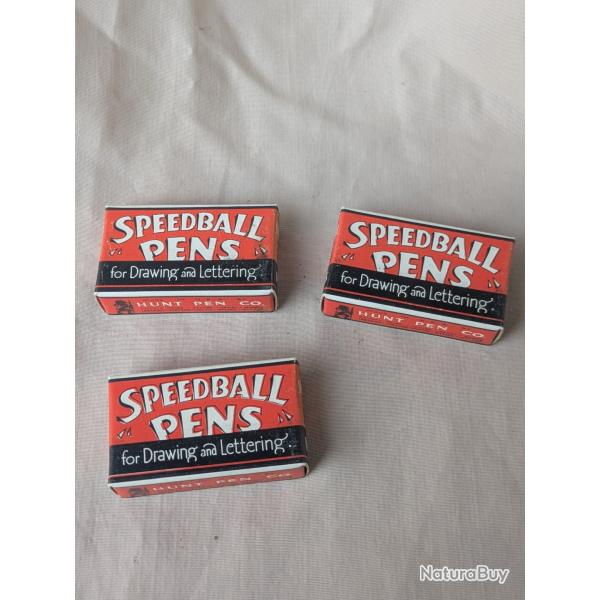 SPEEDBALL
PENS
for Drawing and Lettering
HUNT PEN CO.
SPEEDBALL
PENS
for Drawing and Lettering
HUNT PEN CO
SPEEDBALL
PENS
for Drawing and Lettering
HUNT PEN CO.
NaturaBuy